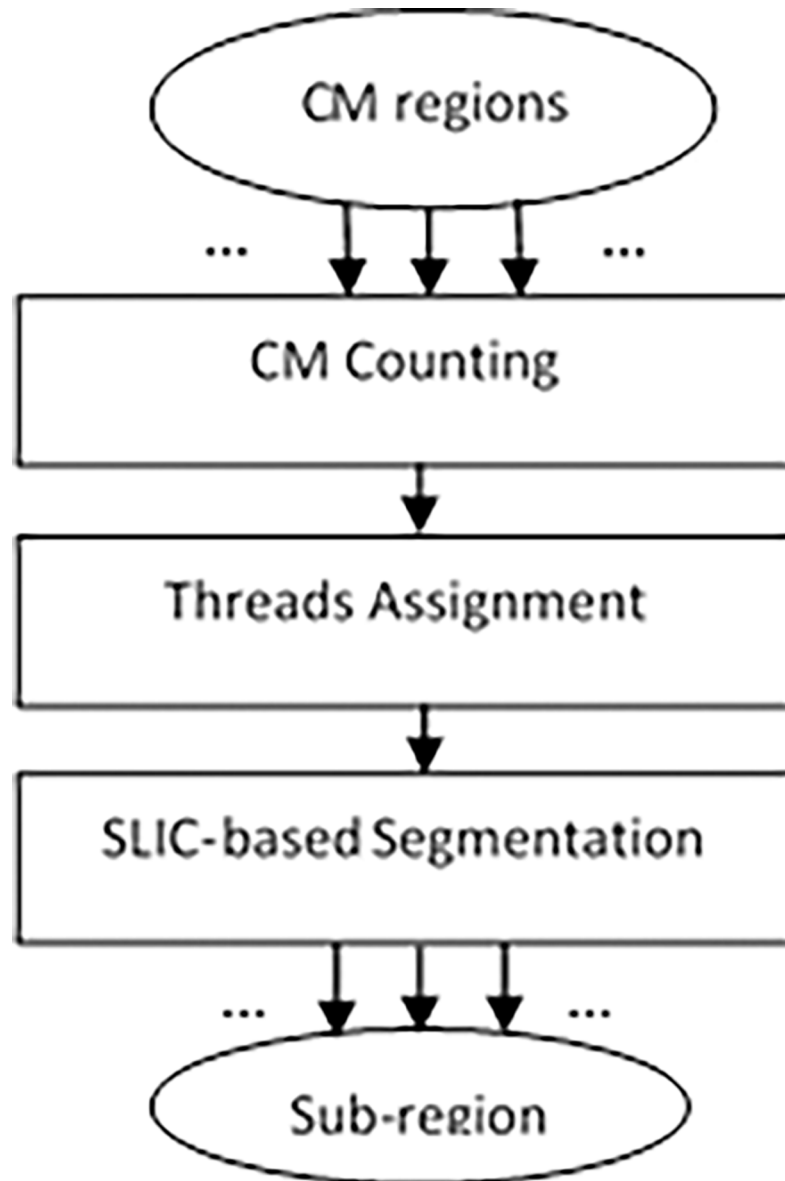 CM regions
... ...
CM Counting
Threads Assignment
SLIC-based Segmentation
... ...
Sub-region